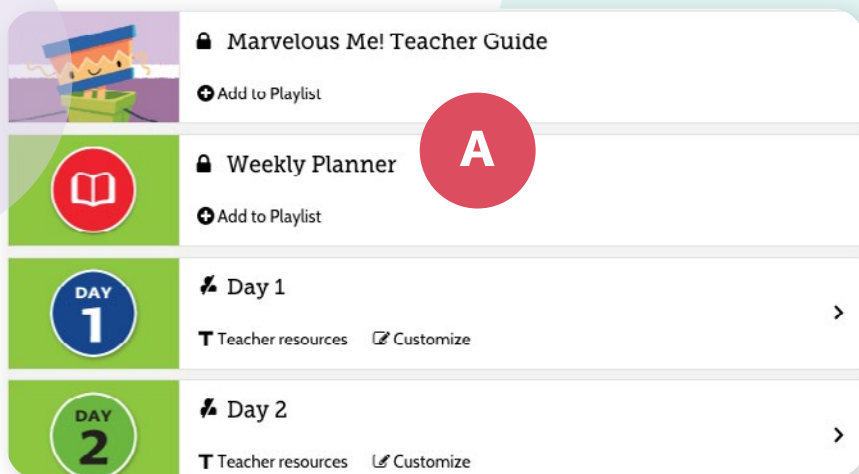 Marvelous Me! Teacher Guide
Add to Playlist
A
Weekly Planner
Add to Playlist
DAY
1
Day 1
Teacher resources Customize
DAY
2
Day 2
T Teacher resources Customize